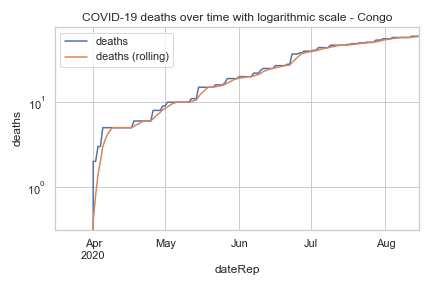 COVID-19 deaths over time with logarithmic scale - Congo
deaths
deaths (rolling)
10¹
10⁰
deaths
Apr
2020
May
Jun
Jul
Aug
dateRep